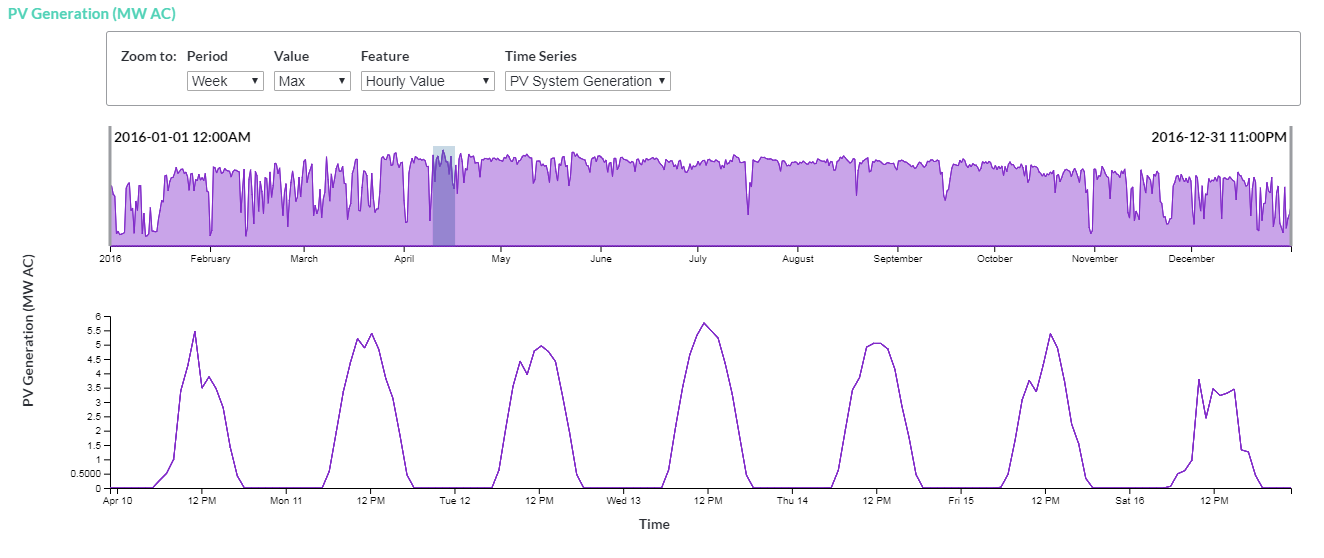 PV Generation (MW AC)
Zoom to: Period Value Feature Time Series
Week Max Hourly Value PV System Generation
2016-01-01 12:00AM 2016-12-31 11:00PM
2016 February March April May June July August September October November December
PV Generation (MW AC)
6
5.5
5
4.5
4
3.5
3
2.5
2
1.5
1
0.5000
0
Apr 10 12 PM Mon 11 12 PM Tue 12 12 PM Wed 13 12 PM Thu 14 12 PM Fri 15 12 PM Sat 16 12 PM
Time